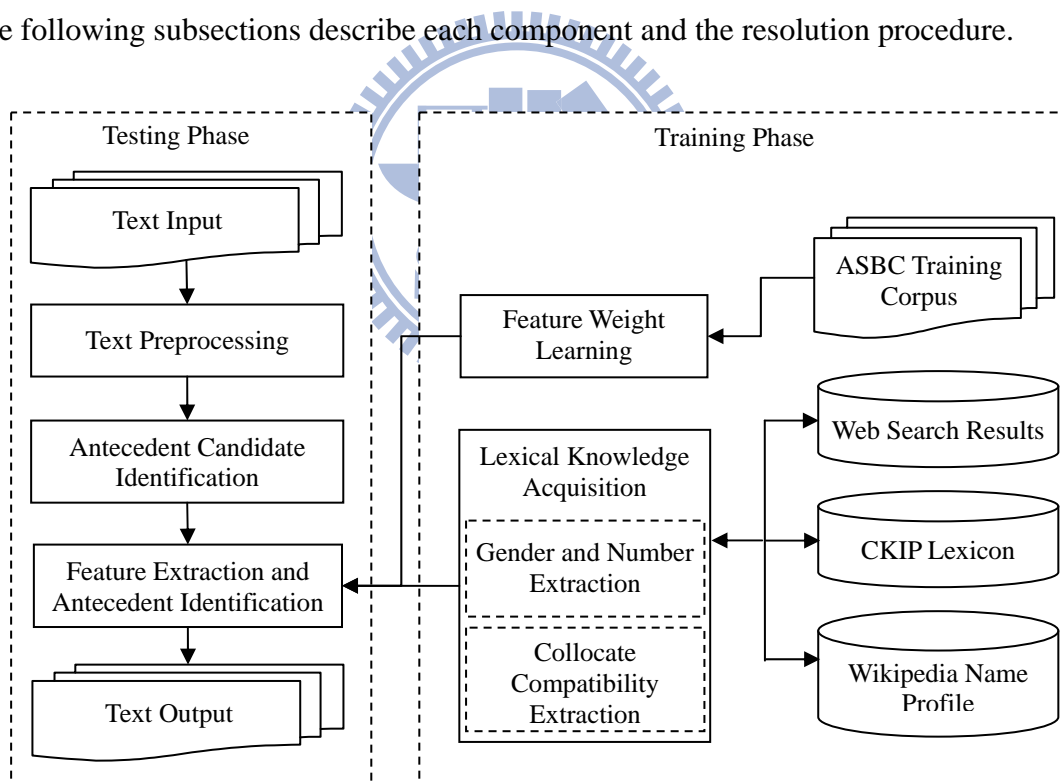 e following subsections describe each component and the resolution procedure.
Testing Phase
Text Input
Text Preprocessing
Antecedent Candidate
Identification
Feature Extraction and
Antecedent Identification
Text Output
Training Phase
ASBC Training
Corpus
Feature Weight
Learning
Lexical Knowledge
Acquisition
Gender and Number
Extraction
Collocate
Compatibility
Extraction
Web Search Results
CKIP Lexicon
Wikipedia Name
Profile